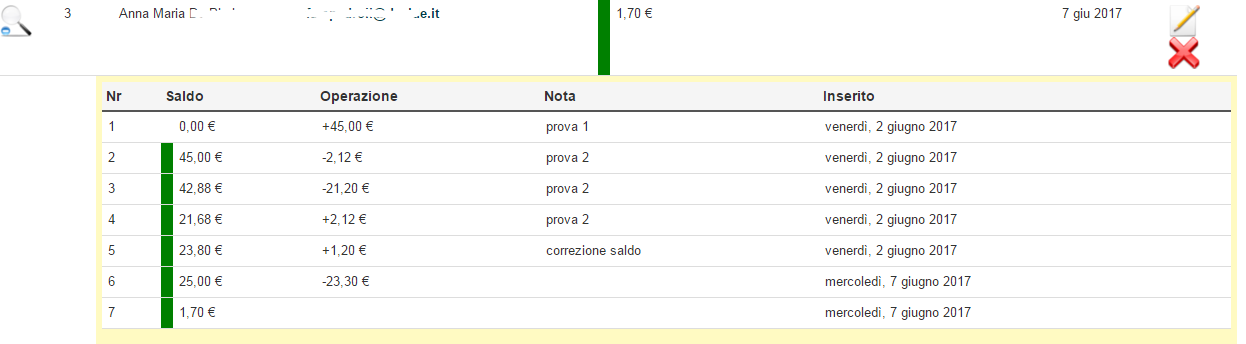 3 Anna Maria 1,70 € 7 giu 2017
Nr Saldo Operazione Nota Inserito
1 0,00 € +45,00 € prova 1 venerdì, 2 giugno 2017
2 45,00 € -2,12 € prova 2 venerdì, 2 giugno 2017
3 42,88 € -21,20 € prova 2 venerdì, 2 giugno 2017
4 21,68 € +2,12 € prova 2 venerdì, 2 giugno 2017
5 23,80 € +1,20 € correzione saldo venerdì, 2 giugno 2017
6 25,00 € -23,30 € mercoledì, 7 giugno 2017
7 1,70 € mercoledì, 7 giugno 2017